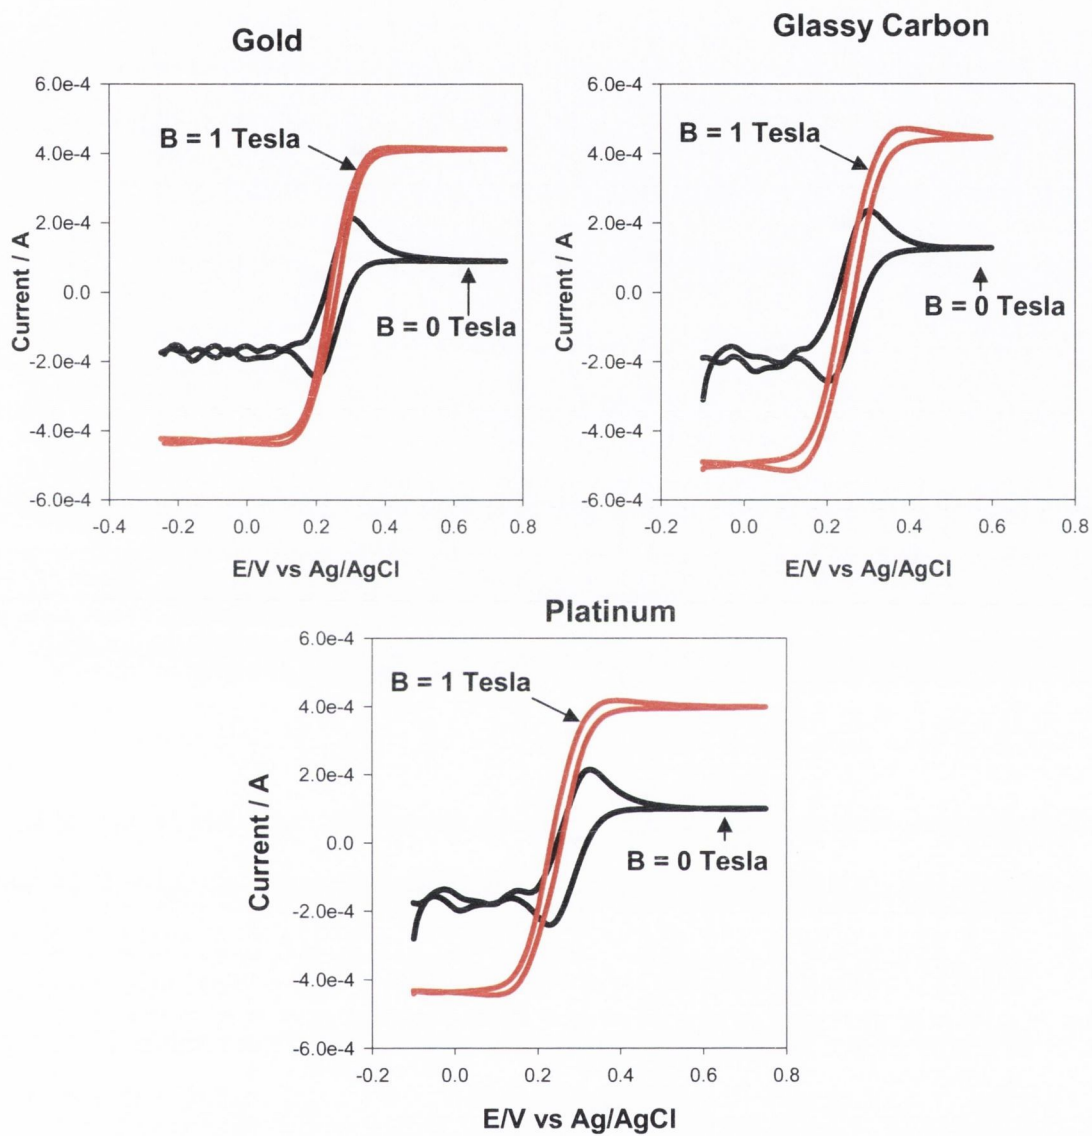 Gold
6.0e-4
4.0e-4
2.0e-4
0.0
-2.0e-4
-4.0e-4
-6.0e-4
Current / A
B = 1 Tesla
B = 0 Tesla
-0.4 -0.2 0.0 0.2 0.4 0.6 0.8
E/V vs Ag/AgCl
Glassy Carbon
6.0e-4
4.0e-4
2.0e-4
0.0
-2.0e-4
-4.0e-4
-6.0e-4
Current / A
B = 1 Tesla
B = 0 Tesla
-0.2 0.0 0.2 0.4 0.6 0.8
E/V vs Ag/AgCl
Platinum
6.0e-4
4.0e-4
2.0e-4
0.0
-2.0e-4
-4.0e-4
-6.0e-4
Current / A
B = 1 Tesla
B = 0 Tesla
-0.2 0.0 0.2 0.4 0.6 0.8
E/V vs Ag/AgCl